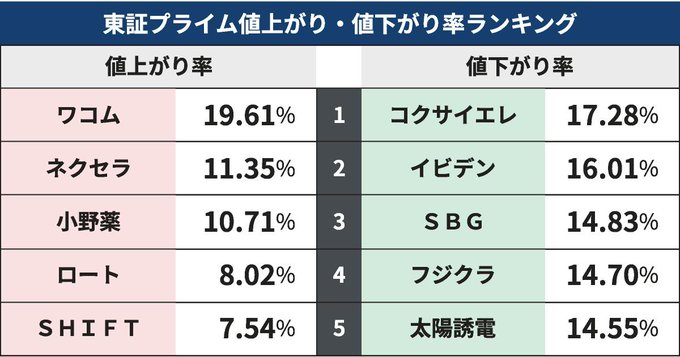 東証プライム値上がり・値下がり率ランキング
値上がり率 値下がり率
ワコム 19.61% 1 コクサイエレ 17.28%
ネクセラ 11.35% 2 イビデン 16.01%
小野薬 10.71% 3 ＳＢＧ 14.83%
ロート 8.02% 4 フジクラ 14.70%
ＳＨＩＦＴ 7.54% 5 太陽誘電 14.55%